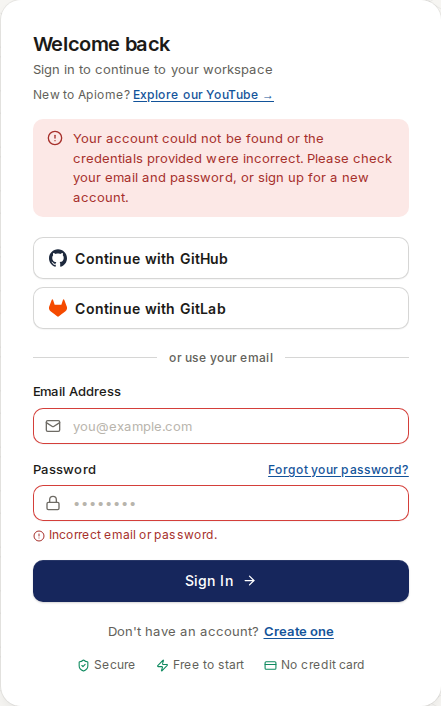 Welcome back
Sign in to continue to your workspace
New to Apiome? Explore our YouTube →
Your account could not be found or the
credentials provided were incorrect. Please check
your email and password, or sign up for a new
account.
Continue with GitHub
Continue with GitLab
or use your email
Email Address
you@example.com
Password Forgot your password?
••••••••
Incorrect email or password.
Sign In →
Don't have an account? Create one
Secure Free to start No credit card